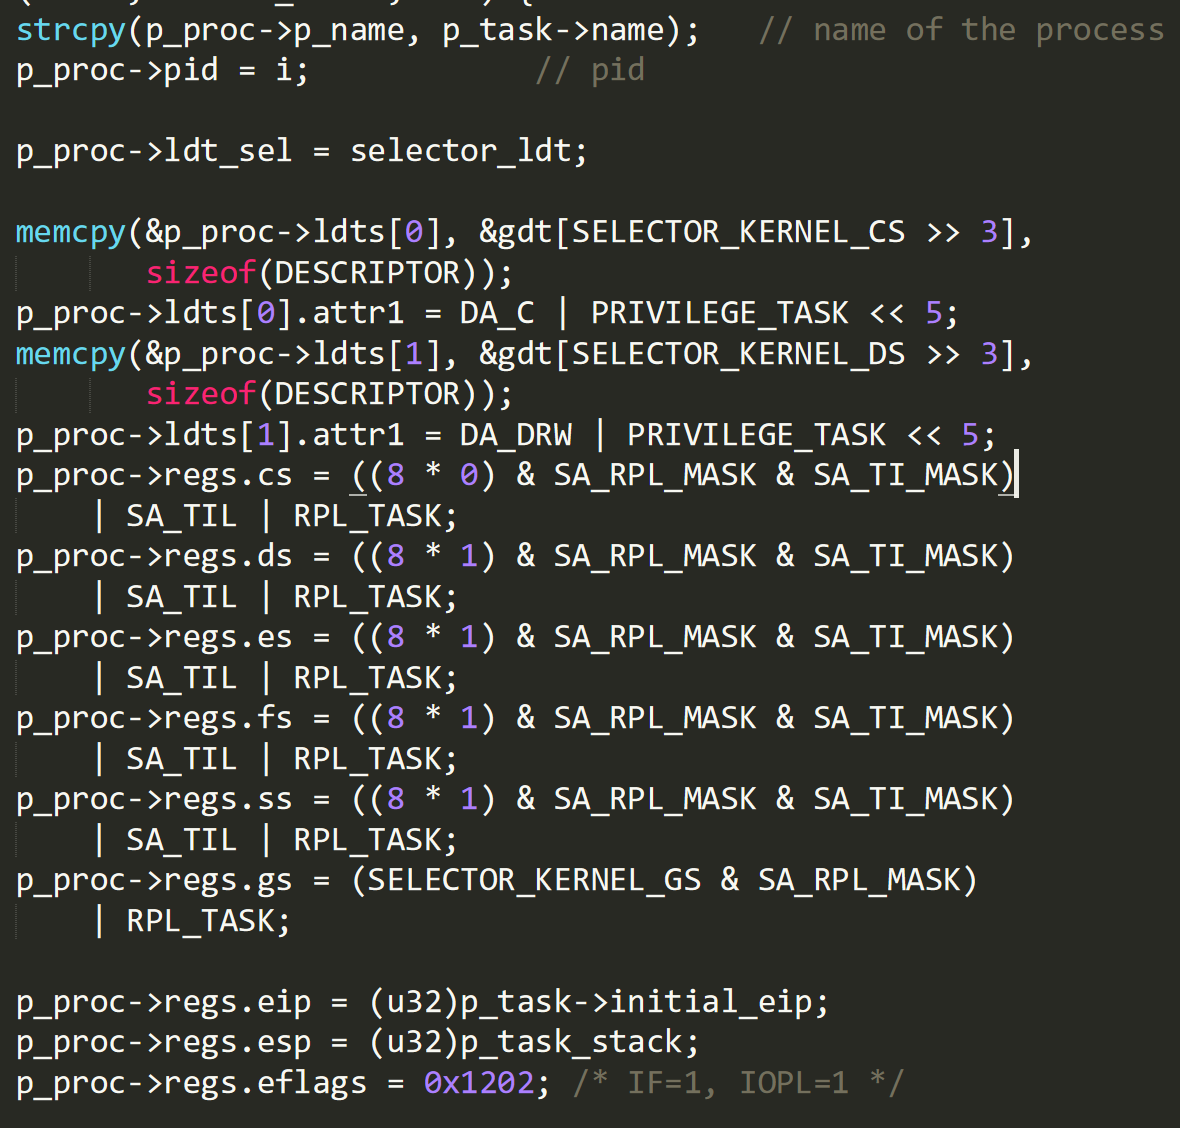 strcpy(p_proc->p_name, p_task->name);   // name of the process
p_proc->pid = i;            // pid

p_proc->ldt_sel = selector_ldt;

memcpy(&p_proc->ldts[0], &gdt[SELECTOR_KERNEL_CS >> 3],
       sizeof(DESCRIPTOR));
p_proc->ldts[0].attr1 = DA_C | PRIVILEGE_TASK << 5;
memcpy(&p_proc->ldts[1], &gdt[SELECTOR_KERNEL_DS >> 3],
       sizeof(DESCRIPTOR));
p_proc->ldts[1].attr1 = DA_DRW | PRIVILEGE_TASK << 5;
p_proc->regs.cs = ((8 * 0) & SA_RPL_MASK & SA_TI_MASK)
    | SA_TIL | RPL_TASK;
p_proc->regs.ds = ((8 * 1) & SA_RPL_MASK & SA_TI_MASK)
    | SA_TIL | RPL_TASK;
p_proc->regs.es = ((8 * 1) & SA_RPL_MASK & SA_TI_MASK)
    | SA_TIL | RPL_TASK;
p_proc->regs.fs = ((8 * 1) & SA_RPL_MASK & SA_TI_MASK)
    | SA_TIL | RPL_TASK;
p_proc->regs.ss = ((8 * 1) & SA_RPL_MASK & SA_TI_MASK)
    | SA_TIL | RPL_TASK;
p_proc->regs.gs = (SELECTOR_KERNEL_GS & SA_RPL_MASK)
    | RPL_TASK;

p_proc->regs.eip = (u32)p_task->initial_eip;
p_proc->regs.esp = (u32)p_task_stack;
p_proc->regs.eflags = 0x1202; /* IF=1, IOPL=1 */